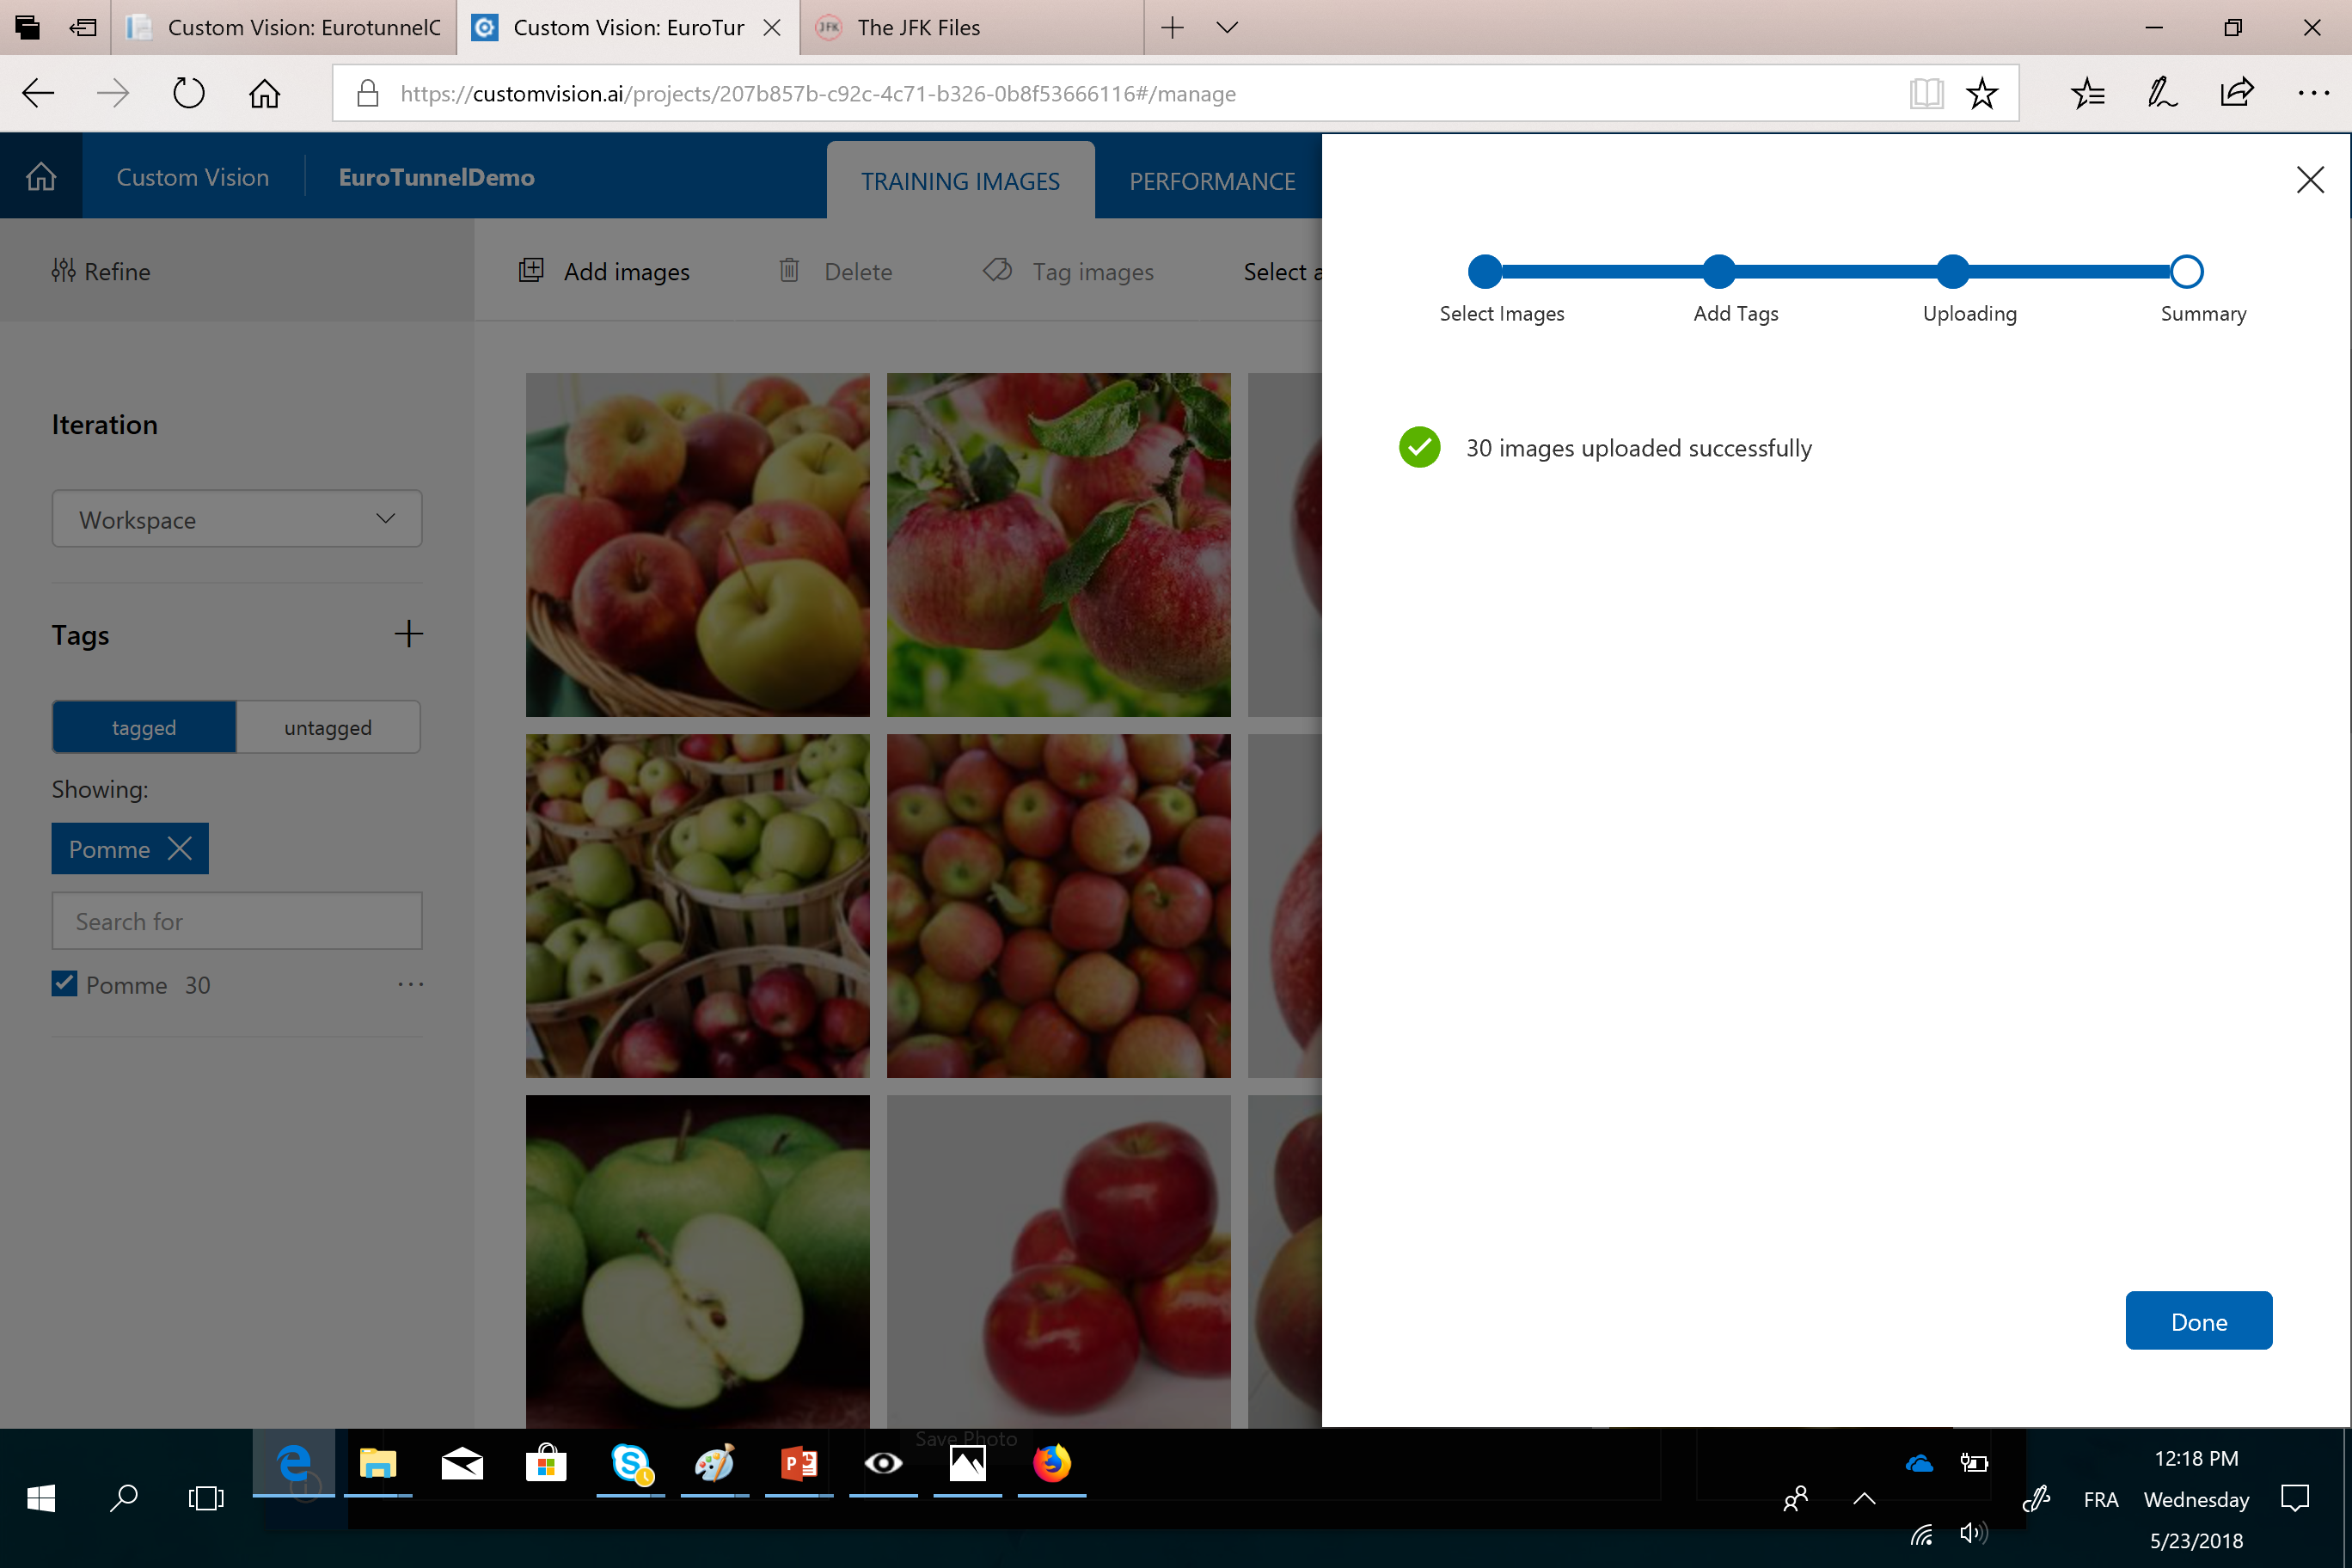 Custom Vision: EurotunnelC
Custom Vision: EuroTur
JFK
The JFK Files
https://customvision.ai/projects/207b857b-c92c-4c71-b326-0b8f53666116#/manage
Custom Vision
EuroTunnelDemo
TRAINING IMAGES
PERFORMANCE
Refine
Add images
Delete
Tag images
Select a
Select Images
Add Tags
Uploading
Summary
30 images uploaded successfully
Iteration
Workspace
Tags
tagged
untagged
Showing:
Pomme
Search for
Pomme 30
Done
Save Photo
FRA
12:18 PM
Wednesday
5/23/2018